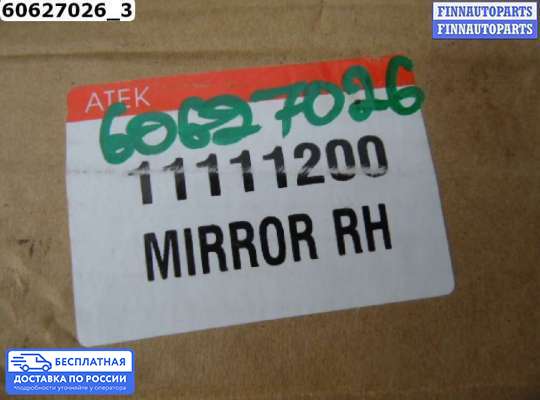 60627026_3
FINNAUTOPARTS
FINNAUTOPARTS
ATEK
60627026
11111200
MIRROR RH
БЕСПЛАТНАЯ
ДОСТАВКА ПО РОССИИ
*подробности уточняйте у оператора